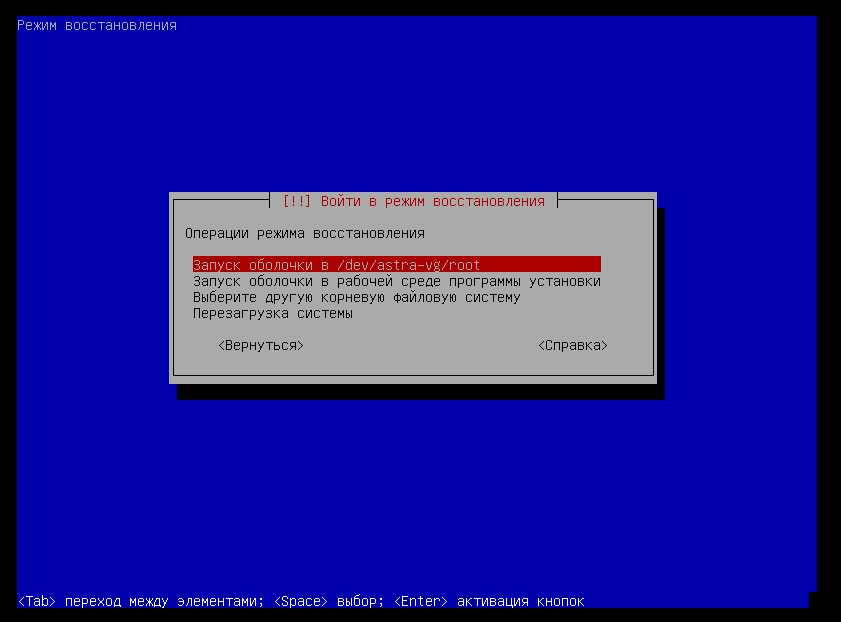 Режим восстановления
[!!] Войти в режим восстановления
Операции режима восстановления
Запуск оболочки в /dev/astra-vg/root
Запуск оболочки в рабочей среде программы установки
Выберите другую корневую файловую систему
Перезагрузка системы
<Вернуться> <Справка>
<Tab> переход между элементами; <Space> выбор; <Enter> активация кнопок